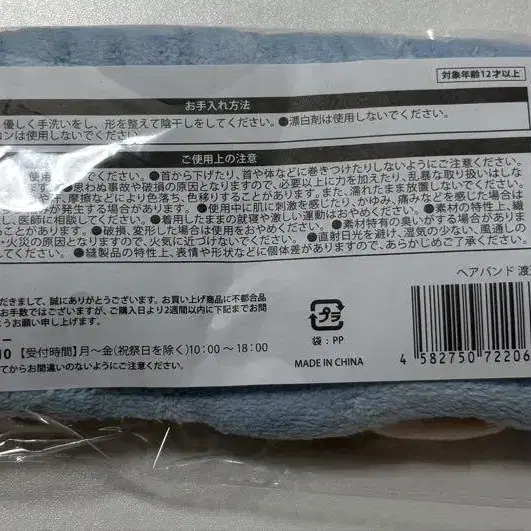 対象年齢12才以上
お手入れ方法
優しく手洗いをし、形を整えて陰干しをしてください。●漂白剤は使用しないでください。
ロンは使用しないでください。
ご使用上の注意
●首から下げたり、首や体などに巻きつけたりしないようにご注意ください。
●思わぬ事故や破損の原因となりますので、必要以上に力を加えたり、乱暴な取り扱いはしな
や汗、摩擦などにより色落ち、色移りすることがあります。また、濡れたまま放置しないでください。
が発生する場合があります。●使用中に肌に刺激を感じたり、かゆみ、痛みなどを感じた場合は
し、医師に相談してください。●着用したままの就寝や激しい運動はおやめください。●素材の特性上、繊
ことがあります。●破損、変形した場合は使用をおやめください。●素材特有の臭いがする場合があり
・火災の原因となりますので、火気に近づけないでください。●直射日光を避け、湿気の少ない、風通しの
い。●縫製品の特性上、表情や形状などに個体差がありますので、あらかじめご了承ください。
ヘアバンド
だきまして、誠にありがとうございます。お買い上げ商品に不都合品
お手数ではございますが、ご購入日より2週間以内に下記までお問
ようお願い申し上げます。
10 【受付時間】月〜金(祝祭日を除く)10:00〜18:00
てからお間違いのないようにご注意ください。
プラ
袋:PP
MADE IN CHINA
4 582750 72206